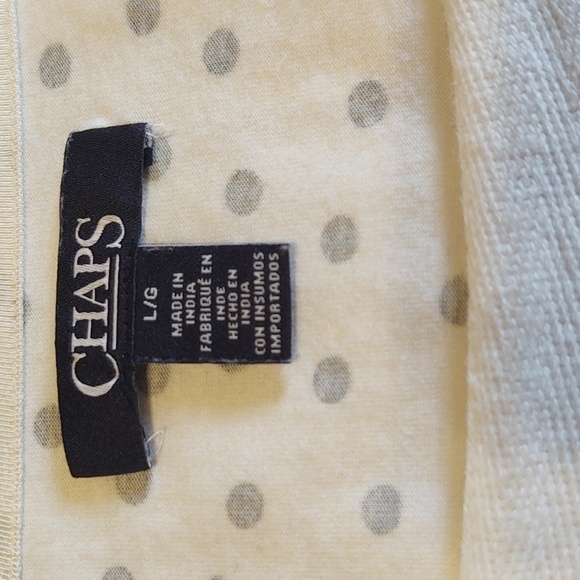 CHAPS
L/G
MADE IN
INDIA
FABRIQUÉ EN
INDE
HECHO EN
INDIA
CON INSUMOS
IMPORTADOS